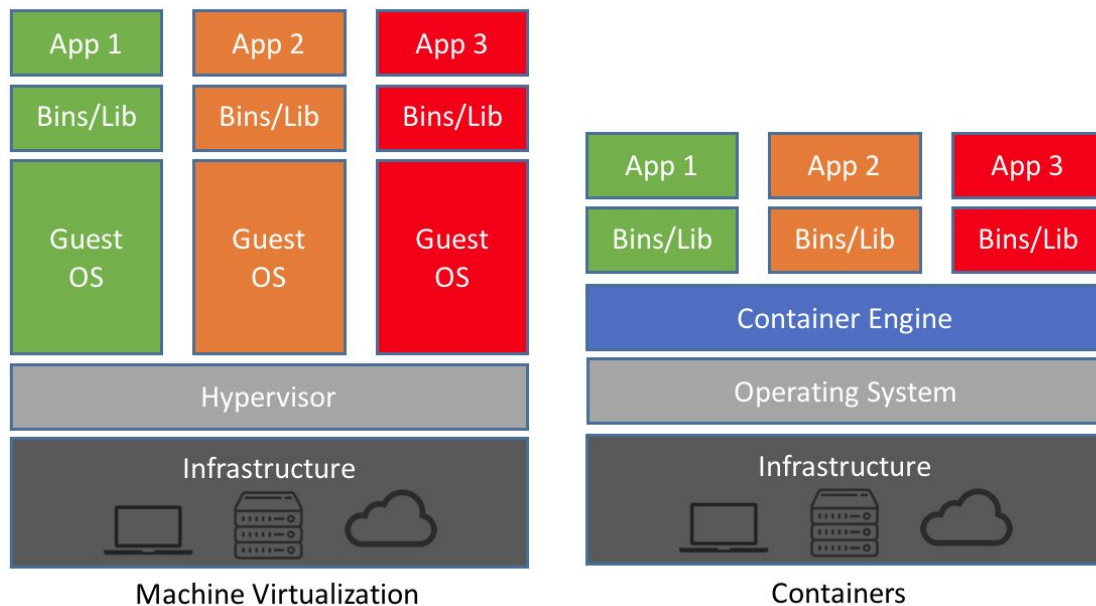 App 1
App 2
App 3
Bins/Lib
Bins/Lib
Bins/Lib
Guest
OS
Guest
OS
Guest
OS
Hypervisor
Infrastructure
Machine Virtualization
App 1
App 2
App 3
Bins/Lib
Bins/Lib
Bins/Lib
Container Engine
Operating System
Infrastructure
Containers